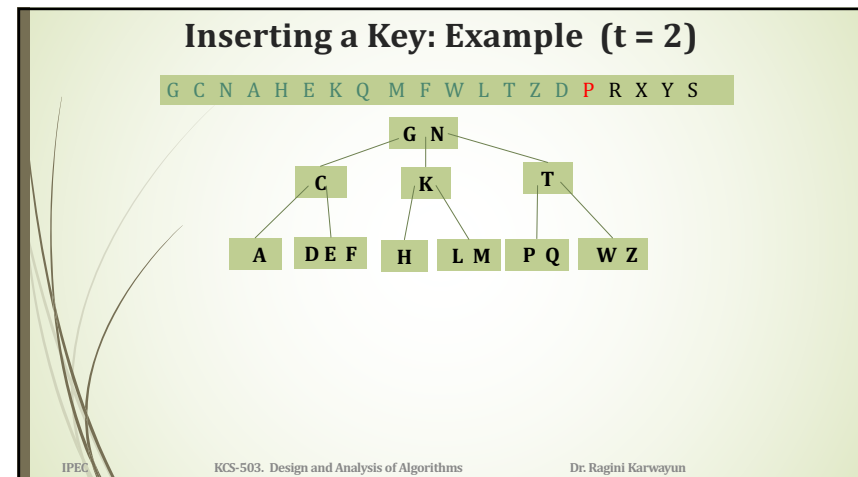 Inserting a Key: Example (t = 2)
G C N A H E K Q M F W L T Z D P R X Y S
G N
C K T
A D E F H L M P Q W Z
IPEC KCS-503. Design and Analysis of Algorithms Dr. Ragini Karwayun